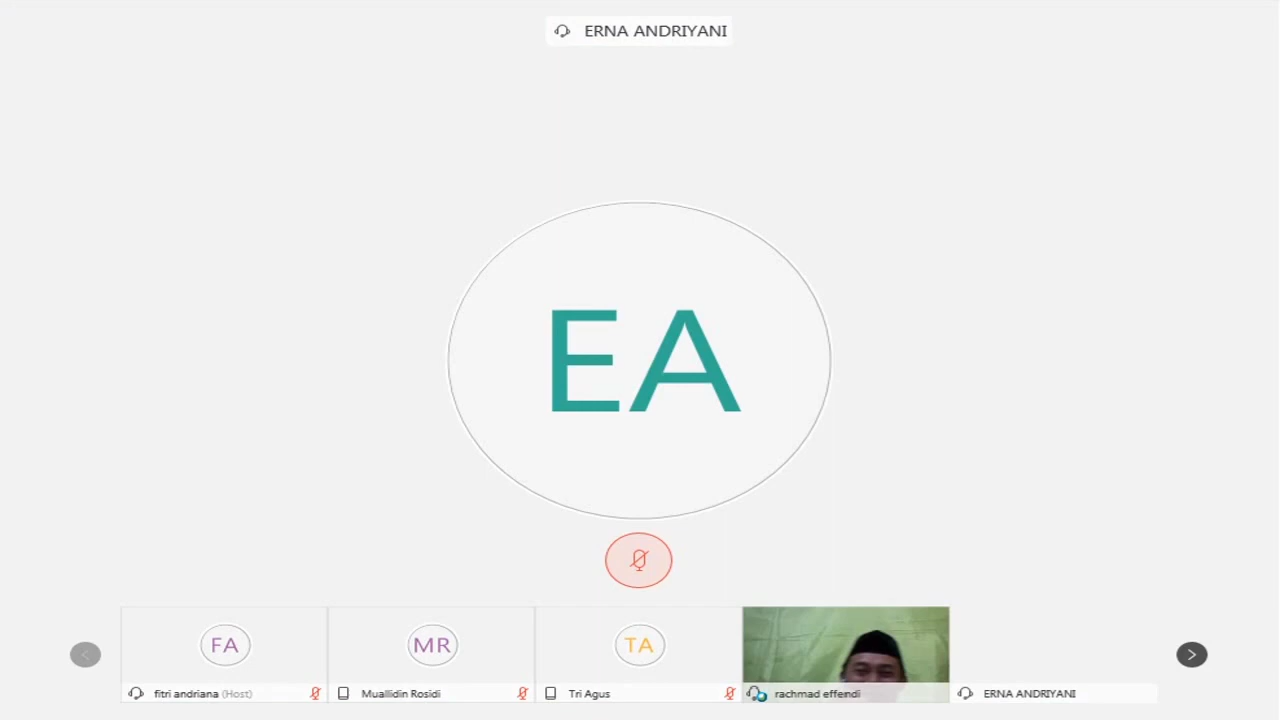 ERNA ANDRIYANI
EA
FA
MR
TA
fitri andriana (Host)
Muallidin Rosidi
Tri Agus
rachmad effendi
ERNA ANDRIYANI